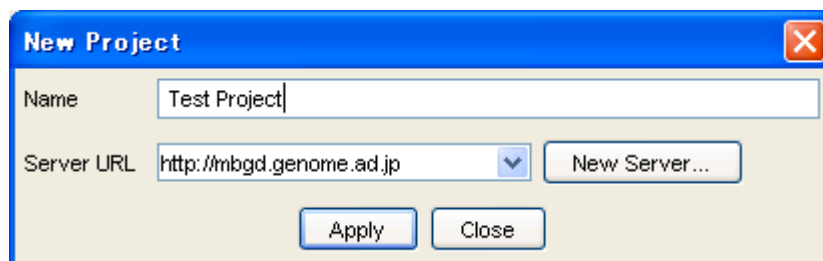 New Project
Name Test Project
Server URL http://mbgd.genome.ad.jp New Server...
Apply Close